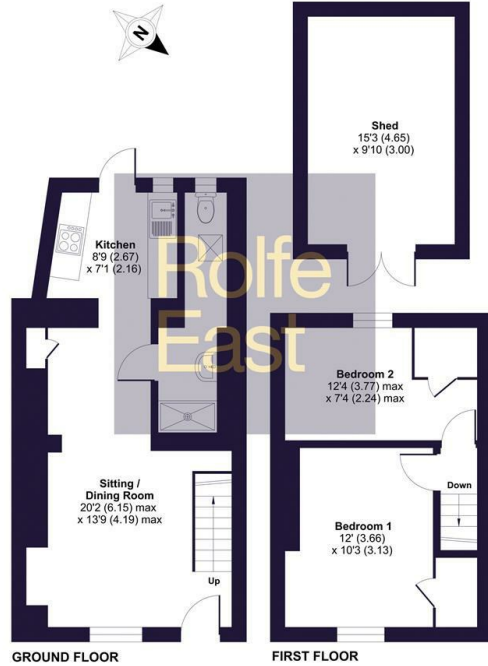 N
Shed
15'3 (4.65)
x 9'10 (3.00)
Kitchen
8'9 (2.67)
x 7'1 (2.16)
Rolfe
East
Bedroom 2
12'4 (3.77) max
x 7'4 (2.24) max
Sitting /
Dining Room
20'2 (6.15) max
x 13'9 (4.19) max
Up
Down
Bedroom 1
12' (3.66)
x 10'3 (3.13)
GROUND FLOOR
FIRST FLOOR